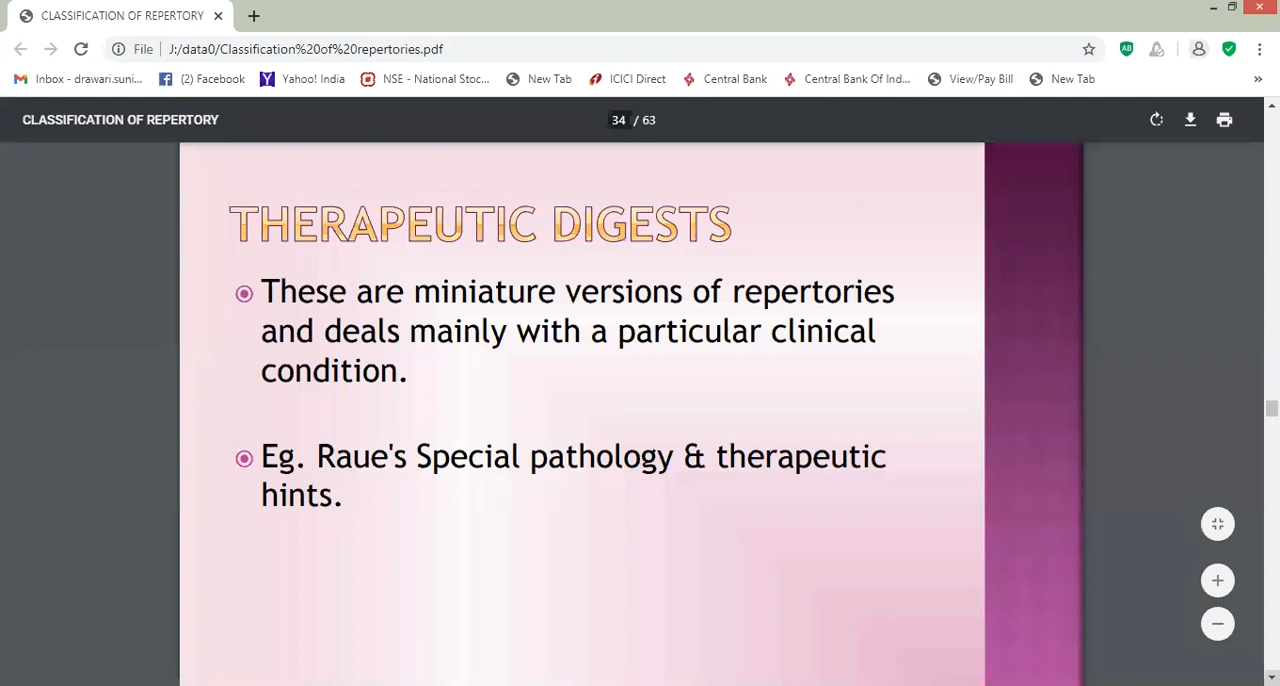 CLASSIFICATION OF REPERTORY
File J:/data0/Classification%20of%20repertories.pdf
AB
Inbox - drawari.suni... (2) Facebook Yahoo! India NSE - National Stoc... New Tab ICICI Direct Central Bank Central Bank Of Ind... View/Pay Bill New Tab »
CLASSIFICATION OF REPERTORY 34 / 63
THERAPEUTIC DIGESTS
These are miniature versions of repertories
and deals mainly with a particular clinical
condition.
Eg. Raue's Special pathology & therapeutic
hints.